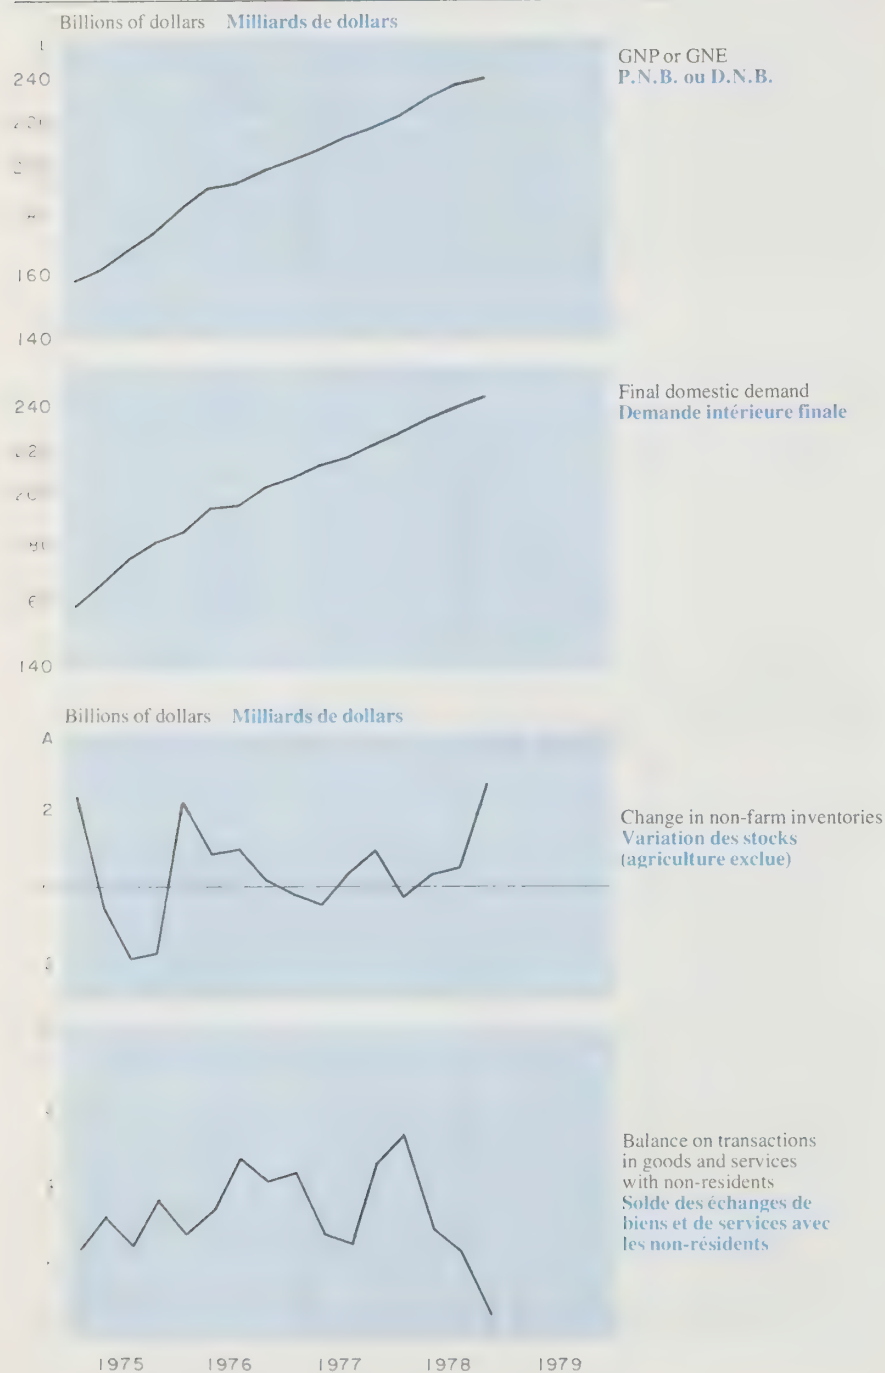 Billions of dollars Milliards de dollars
GNP or GNE
P.N.B. ou D.N.B.
240
160
140
Final domestic demand
Demande intérieure finale
240
140
Billions of dollars Milliards de dollars
2
Change in non-farm inventories
Variation des stocks
(agriculture exclue)
Balance on transactions
in goods and services
with non-residents
Solde des échanges de
biens et de services avec
les non-résidents
1975 1976 1977 1978 1979